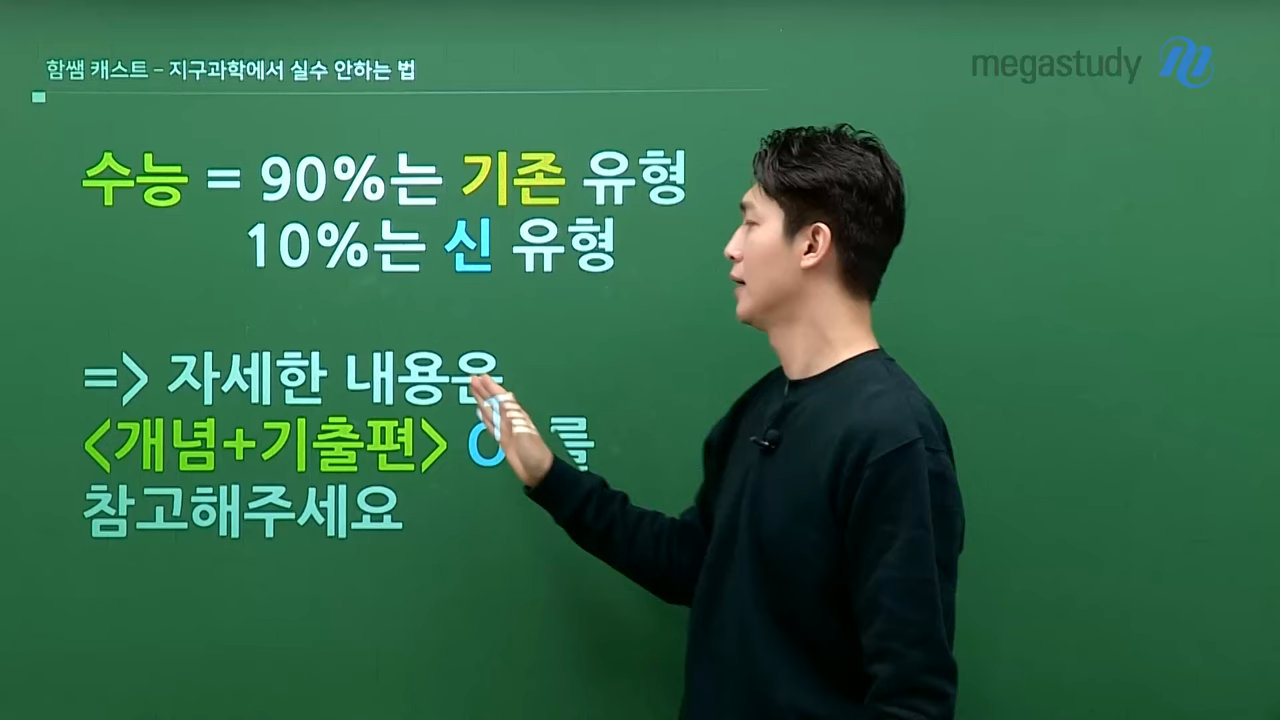 함쌤 캐스트 - 지구과학에서 실수 안하는 법
megastudy
수능 = 90%는 기존 유형
10%는 신 유형
=> 자세한 내용은
<개념+기출편> 를
참고해주세요